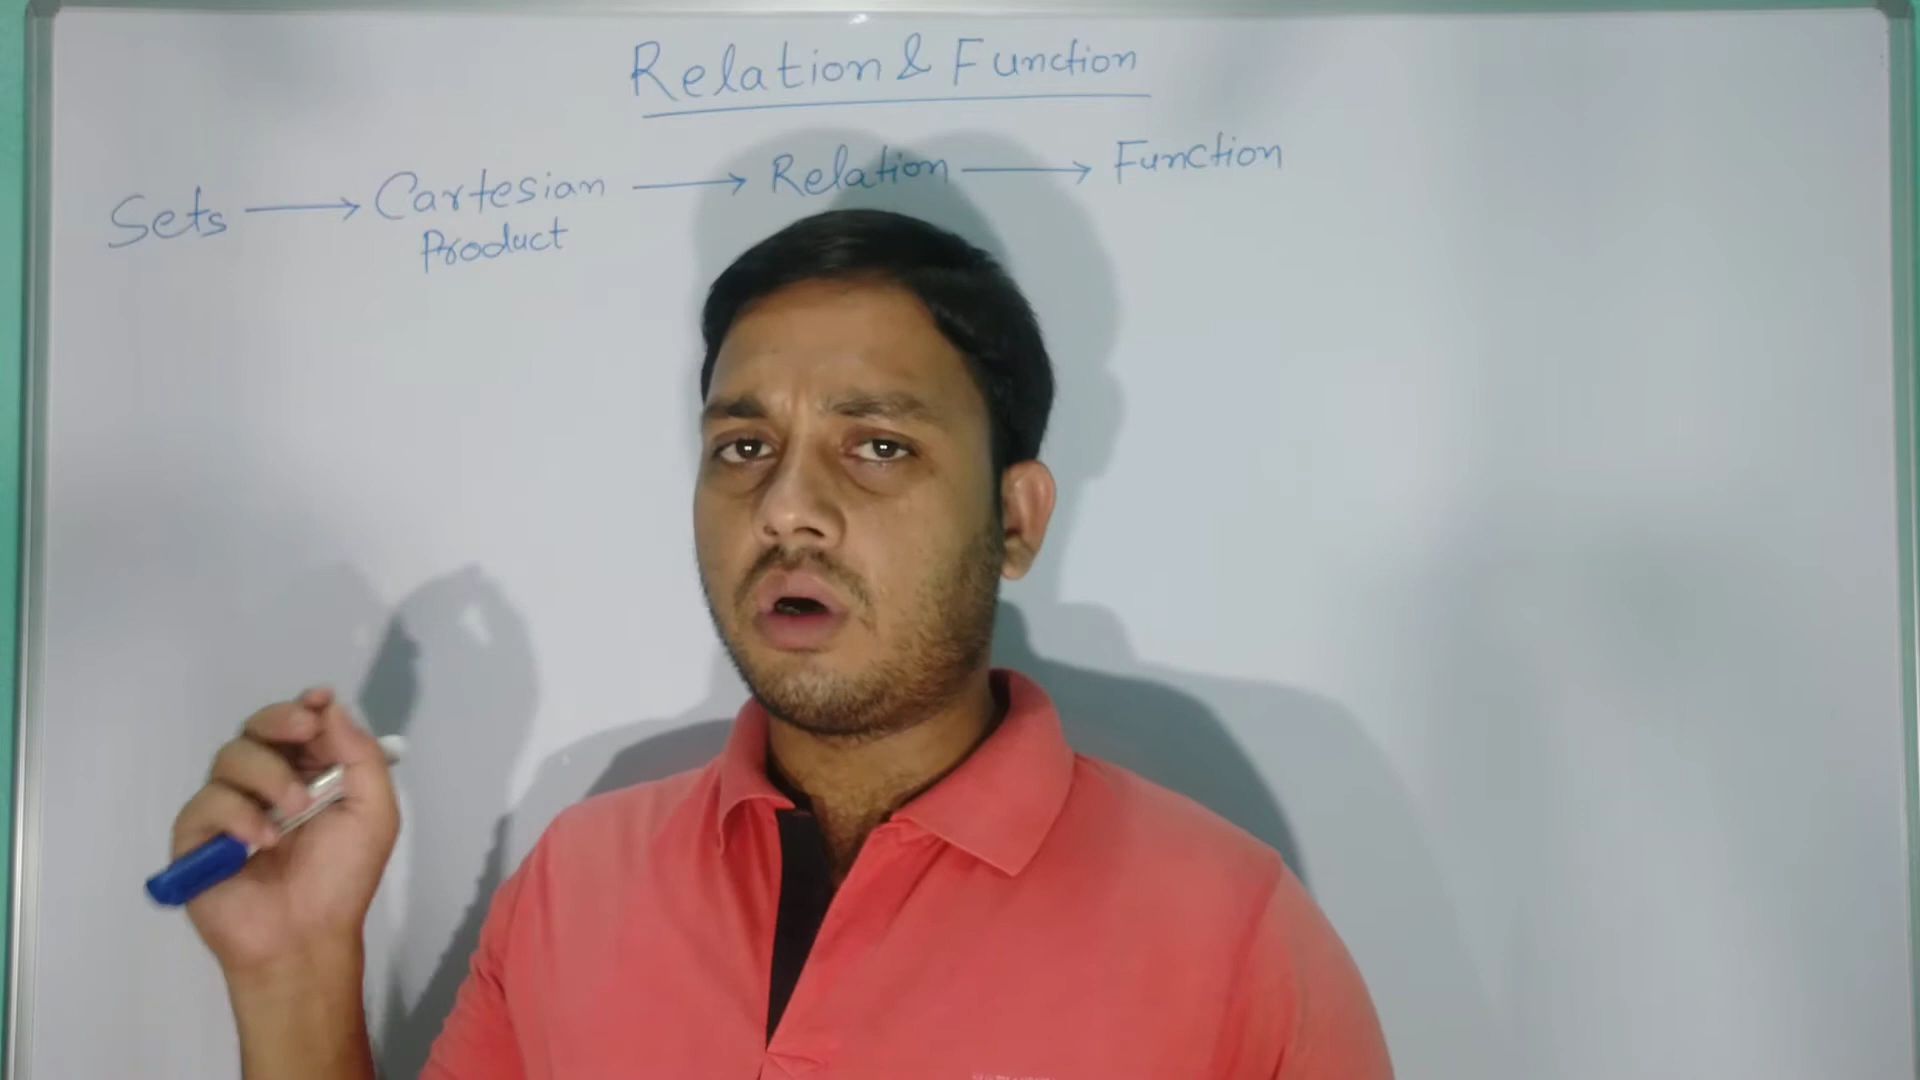 Relation & Function
Sets → Cartesian Product → Relation → Function